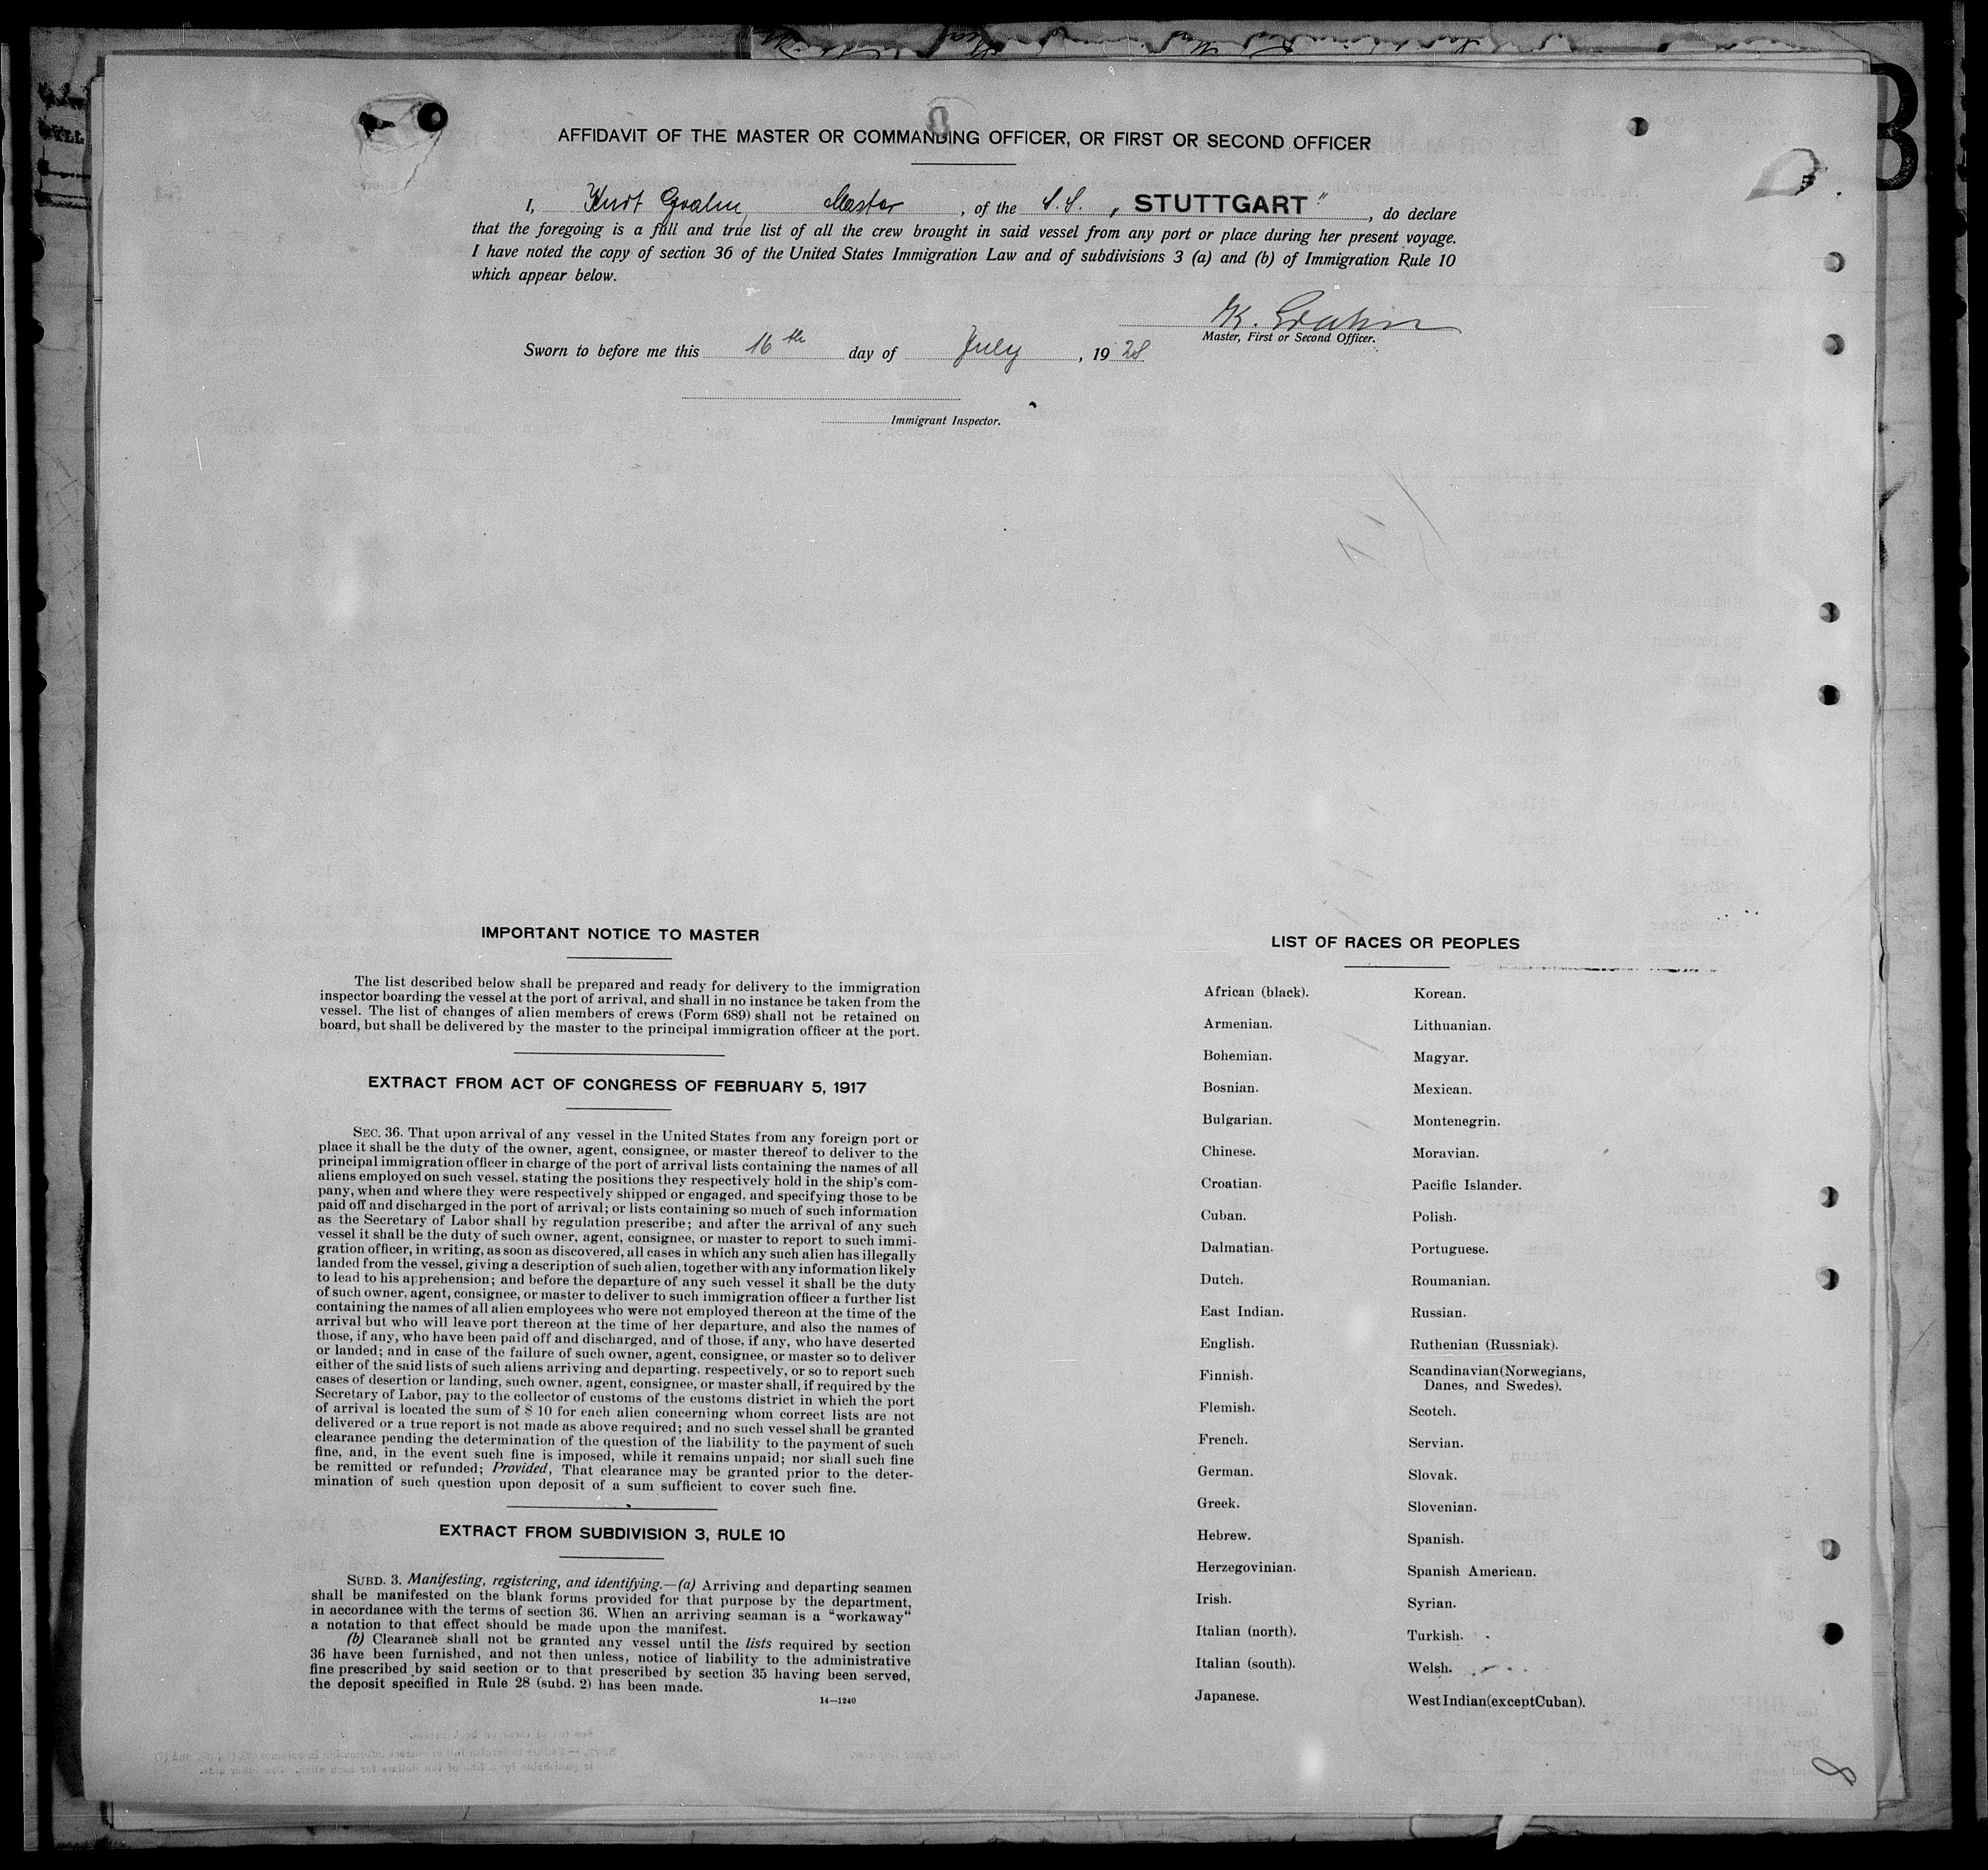 AFFIDAVIT OF THE MASTER OR COMMANDING OFFICER, OR FIRST OR SECOND OFFICER
I, Kurt Grahn, Master, of the S.S. „STUTTGART", do declare
that the foregoing is a full and true list of all the crew brought in said vessel from any port or place during her present voyage.
I have noted the copy of section 36 of the United States Immigration Law and of subdivisions 3 (a) and (b) of Immigration Rule 10
which appear below.
K. Grahn
Master, First or Second Officer.
Sworn to before me this 16th day of July, 1928
Immigrant Inspector.
IMPORTANT NOTICE TO MASTER
The list described below shall be prepared and ready for delivery to the immigration
inspector boarding the vessel at the port of arrival, and shall in no instance be taken from the
vessel. The list of changes of alien members of crews (Form 689) shall not be retained on
board, but shall be delivered by the master to the principal immigration officer at the port.
EXTRACT FROM ACT OF CONGRESS OF FEBRUARY 5, 1917
SEC. 36. That upon arrival of any vessel in the United States from any foreign port or
place it shall be the duty of the owner, agent, consignee, or master thereof to deliver to the
principal immigration officer in charge of the port of arrival lists containing the names of all
aliens employed on such vessel, stating the positions they respectively hold in the ship's com-
pany, when and where they were respectively shipped or engaged, and specifying those to be
paid off and discharged in the port of arrival; or lists containing so much of such information
as the Secretary of Labor shall by regulation prescribe; and after the arrival of any such
vessel it shall be the duty of such owner, agent, consignee, or master to report to such immi-
gration officer, in writing, as soon as discovered, all cases in which any such alien has illegally
landed from the vessel, giving a description of such alien, together with any information likely
to lead to his apprehension; and before the departure of any such vessel it shall be the duty
of such owner, agent, consignee, or master to deliver to such immigration officer a further list
containing the names of all alien employees who were not employed thereon at the time of the
arrival but who will leave port thereon at the time of her departure, and also the names of
those, if any, who have been paid off and discharged, and of those, if any, who have deserted
or landed; and in case of the failure of such owner, agent, consignee, or master so to deliver
either of the said lists of such aliens arriving and departing, respectively, or so to report such
cases of desertion or landing, such owner, agent, consignee, or master shall, if required by the
Secretary of Labor, pay to the collector of customs of the customs district in which the port
of arrival is located the sum of $ 10 for each alien concerning whom correct lists are not
delivered or a true report is not made as above required; and no such vessel shall be granted
clearance pending the determination of the question of the liability to the payment of such
fine, and, in the event such fine is imposed, while it remains unpaid; nor shall such fine
be remitted or refunded; Provided, That clearance may be granted prior to the deter-
mination of such question upon deposit of a sum sufficient to cover such fine.
EXTRACT FROM SUBDIVISION 3, RULE 10
SUBD. 3. Manifesting, registering, and identifying.—(a) Arriving and departing seamen
shall be manifested on the blank forms provided for that purpose by the department,
in accordance with the terms of section 36. When an arriving seaman is a "workaway"
a notation to that effect should be made upon the manifest.
(b) Clearance shall not be granted any vessel until the lists required by section
36 have been furnished, and not then unless, notice of liability to the administrative
fine prescribed by said section or to that prescribed by section 35 having been served,
the deposit specified in Rule 28 (subd. 2) has been made.
14—1240
LIST OF RACES OR PEOPLES
African (black). Korean.
Armenian. Lithuanian.
Bohemian. Magyar.
Bosnian. Mexican.
Bulgarian. Montenegrin.
Chinese. Moravian.
Croatian. Pacific Islander.
Cuban. Polish.
Dalmatian. Portuguese.
Dutch. Roumanian.
East Indian. Russian.
English. Ruthenian (Russniak).
Finnish. Scandinavian(Norwegians,
Danes, and Swedes).
Flemish. Scotch.
French. Servian.
German. Slovak.
Greek. Slovenian.
Hebrew. Spanish.
Herzegovinian. Spanish American.
Irish. Syrian.
Italian (north). Turkish.
Italian (south). Welsh.
Japanese. West Indian(exceptCuban).
8